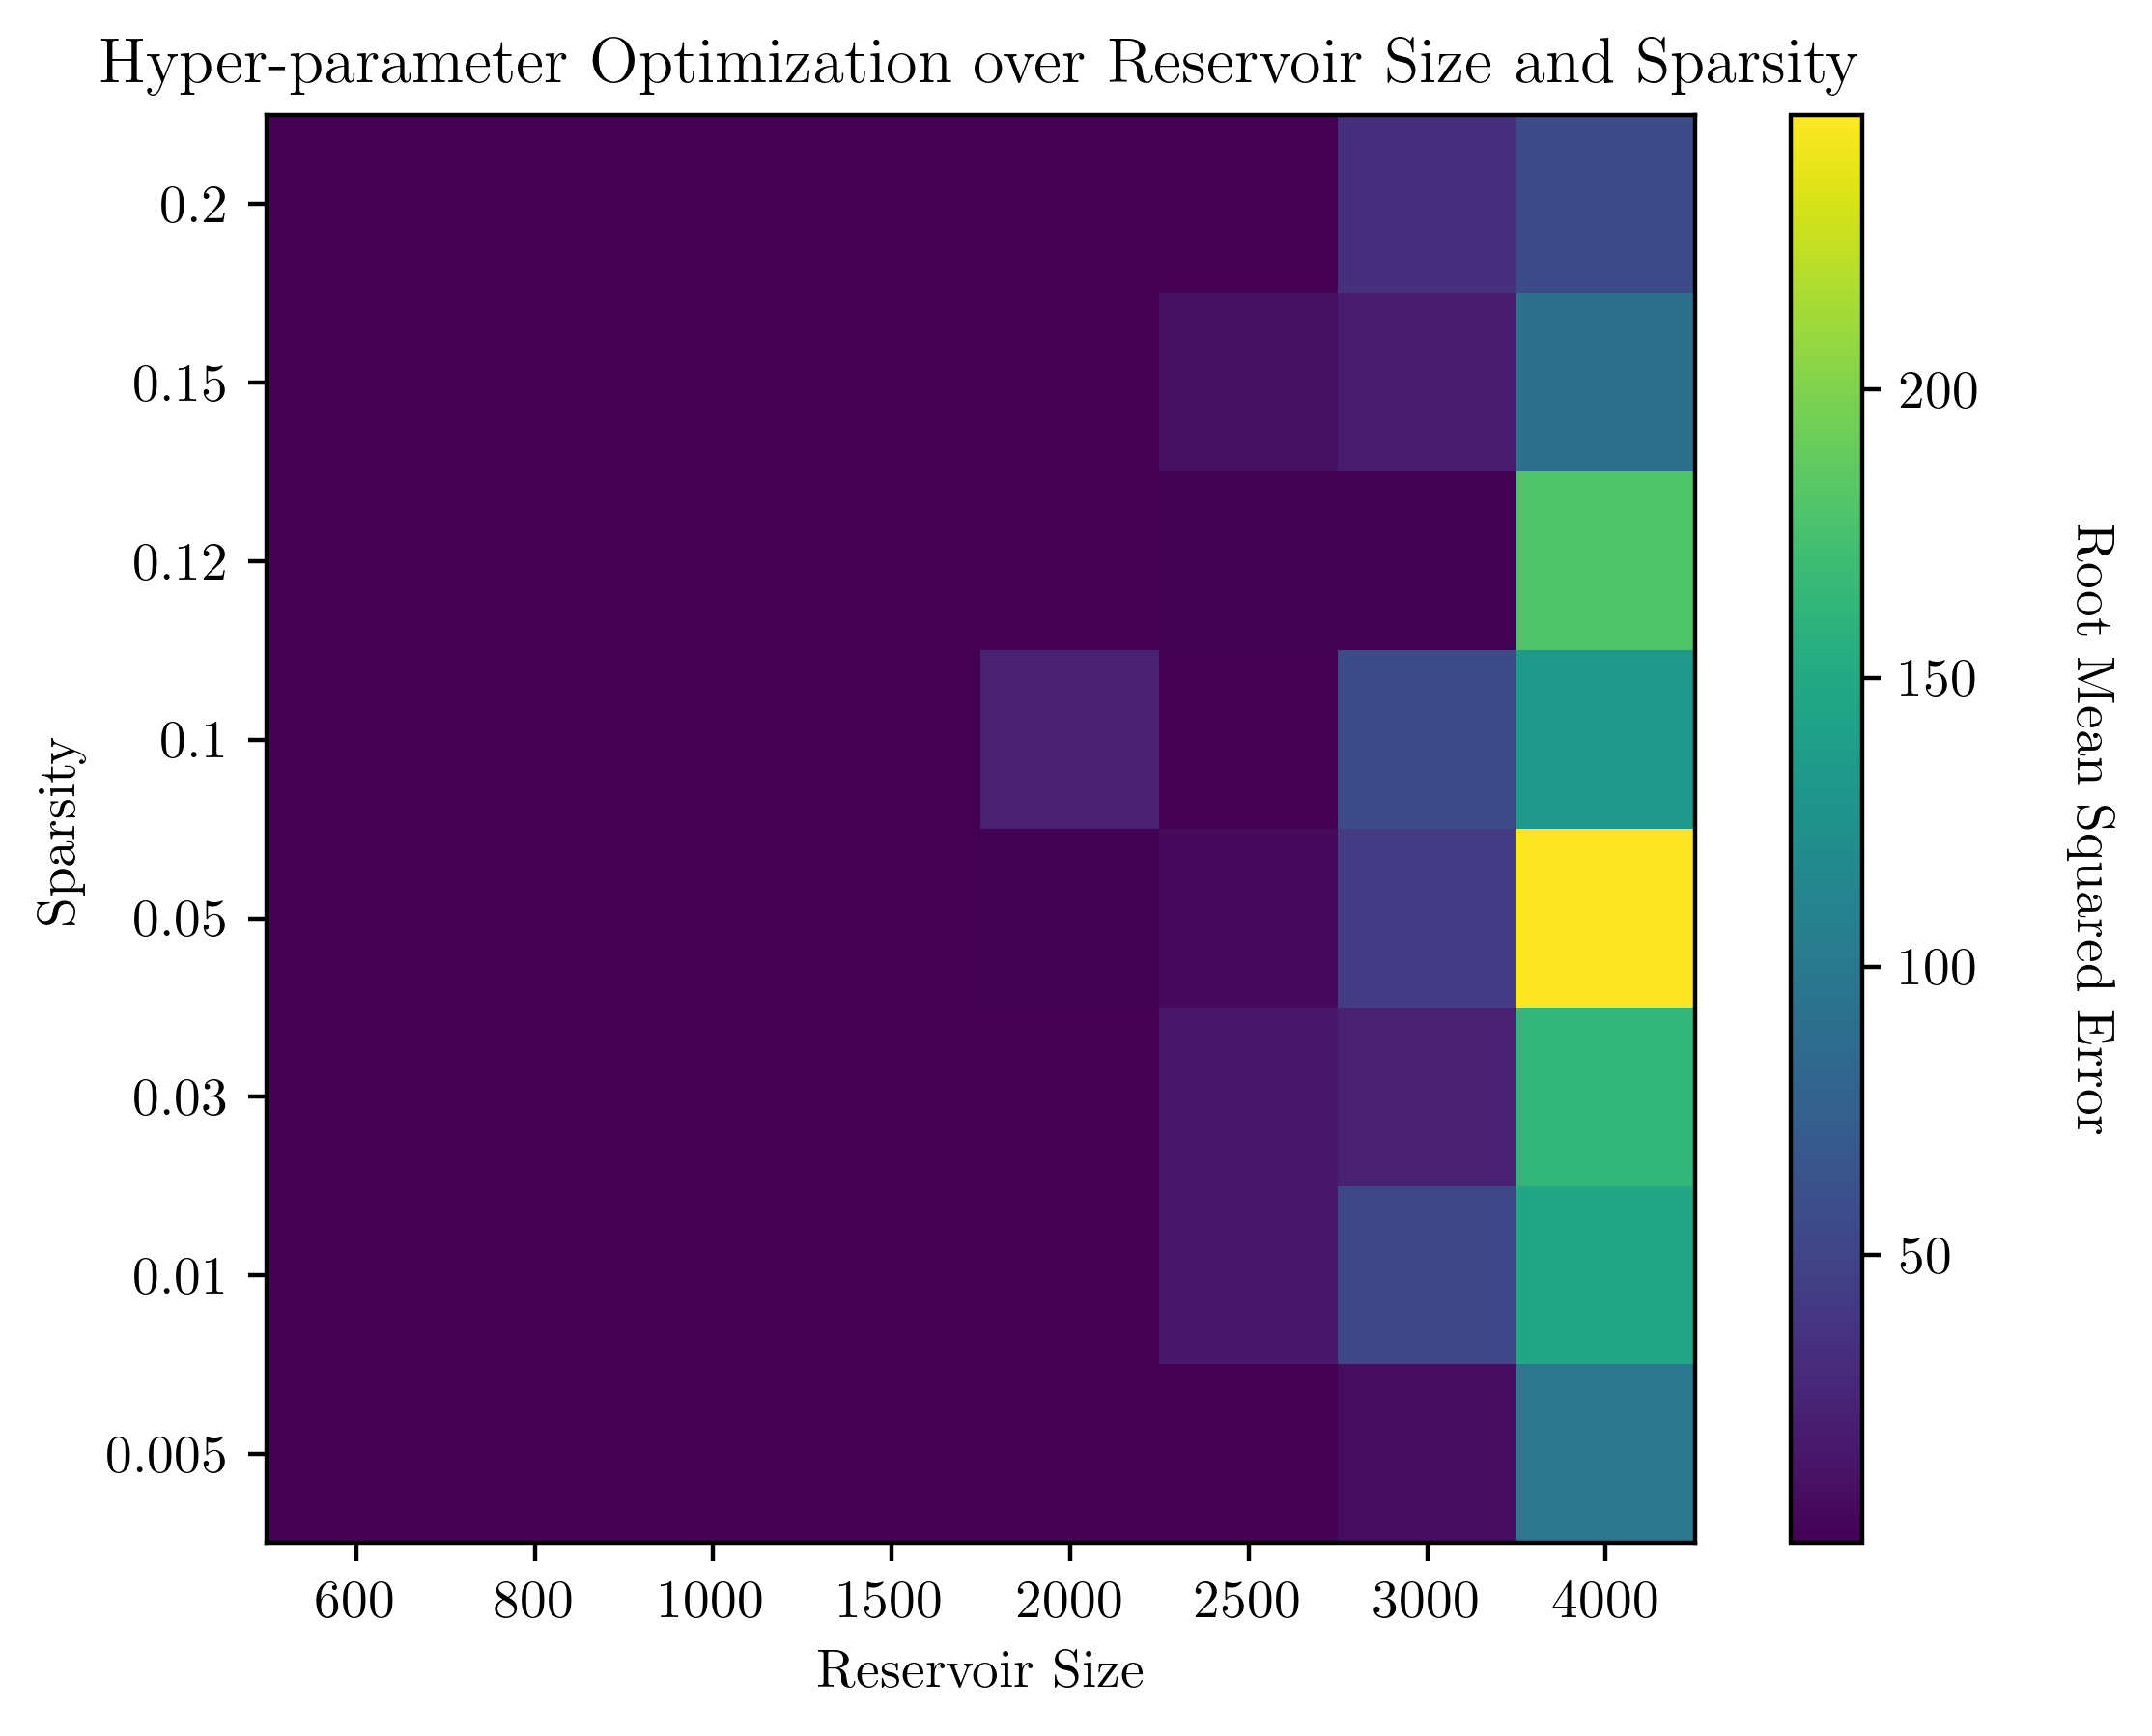 Hyper-parameter Optimization over Reservoir Size and Sparsity
Sparsity
0.2
0.15
0.12
0.1
0.05
0.03
0.01
0.005
600 800 1000 1500 2000 2500 3000 4000
Reservoir Size
200
150
100
50
Root Mean Squared Error